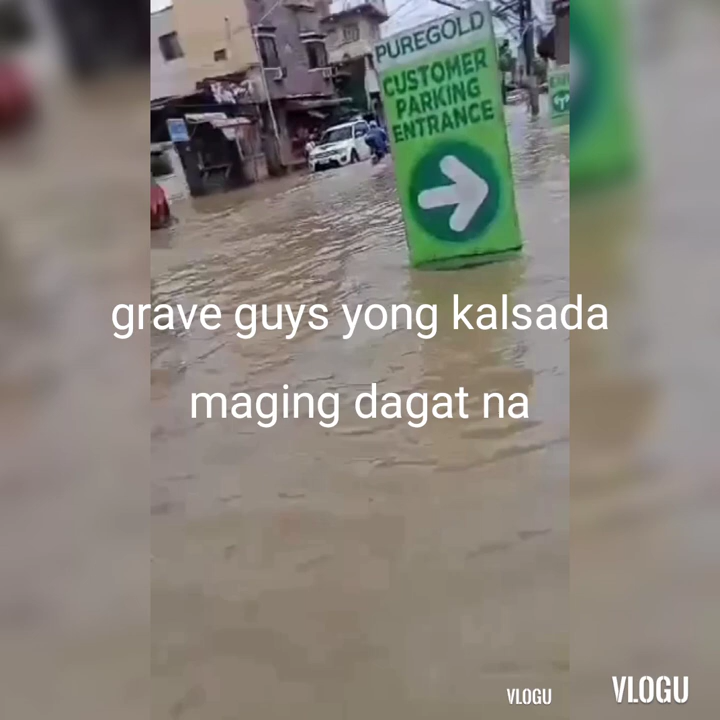 PUREGOLD
CUSTOMER
PARKING
ENTRANCE
grave guys yong kalsada
maging dagat na
VLOGU
VLOGU